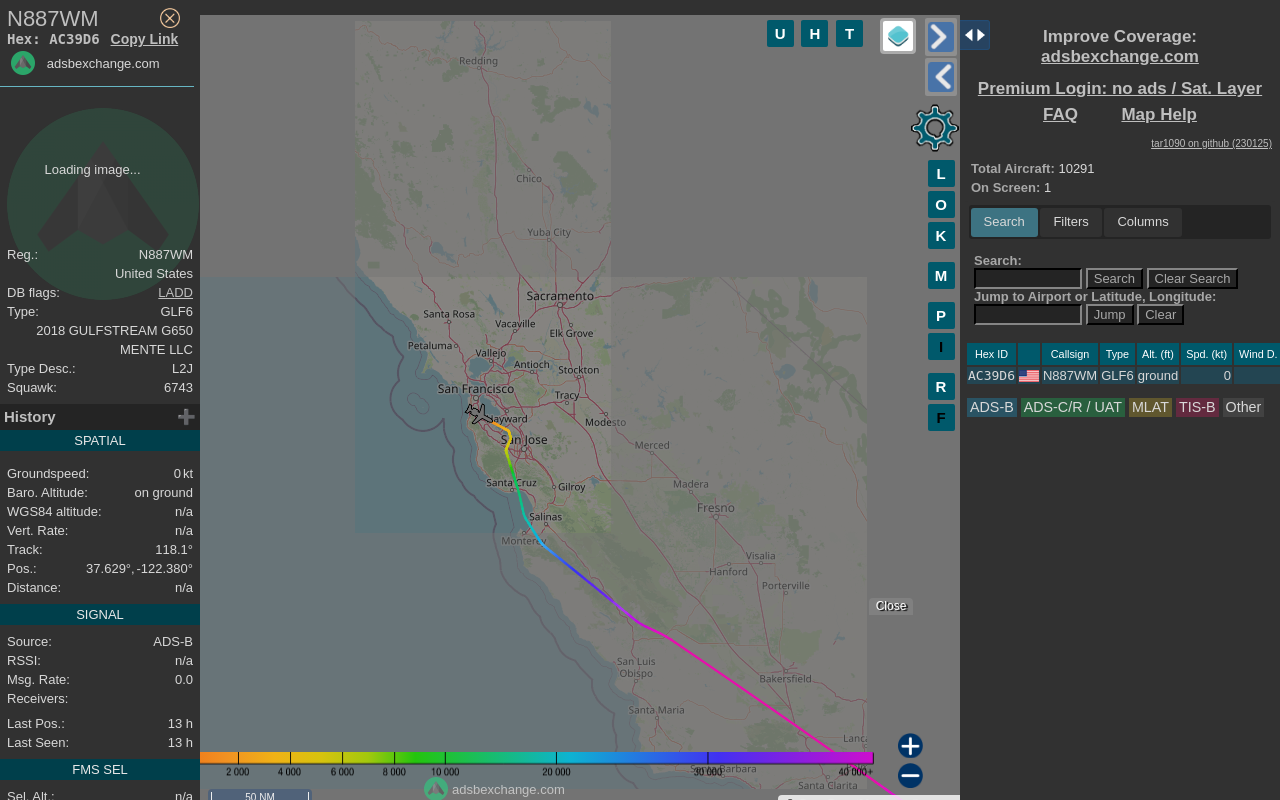 N887WM
Hex: AC39D6 Copy Link
adsbexchange.com
Loading image...
Reg.: N887WM
United States
DB flags: LADD
Type: GLF6
2018 GULFSTREAM G650
MENTE LLC
Type Desc.: L2J
Squawk: 6743
History
SPATIAL
Groundspeed: 0 kt
Baro. Altitude: on ground
WGS84 altitude: n/a
Vert. Rate: n/a
Track: 118.1°
Pos.: 37.629°, -122.380°
Distance: n/a
SIGNAL
Source: ADS-B
RSSI: n/a
Msg. Rate: 0.0
Receivers:
Last Pos.: 13 h
Last Seen: 13 h
FMS SEL
Sel. Alt.: n/a
U H T
Redding
Chico
Yuba City
Sacramento
Santa Rosa
Vacaville
Elk Grove
Petaluma
Vallejo
Antioch
Stockton
San Francisco
Tracy
Hayward
Modesto
San Jose
Merced
Santa Cruz
Gilroy
Madera
Salinas
Fresno
Monterey
Visalia
Hanford
Porterville
San Luis
Obispo
Bakersfield
Santa Maria
Santa Barbara
Santa Clarita
L
O
K
M
P
I
R
F
Close
2 000 4 000 6 000 8 000 10 000 20 000 30 000 40 000+
adsbexchange.com
50 NM
Improve Coverage:
adsbexchange.com
Premium Login: no ads / Sat. Layer
FAQ Map Help
tar1090 on github (230125)
Total Aircraft: 10291
On Screen: 1
Search Filters Columns
Search:
Search Clear Search
Jump to Airport or Latitude, Longitude:
Jump Clear
Hex ID Callsign Type Alt. (ft) Spd. (kt) Wind D.
AC39D6 N887WM GLF6 ground 0
ADS-B ADS-C/R / UAT MLAT TIS-B Other